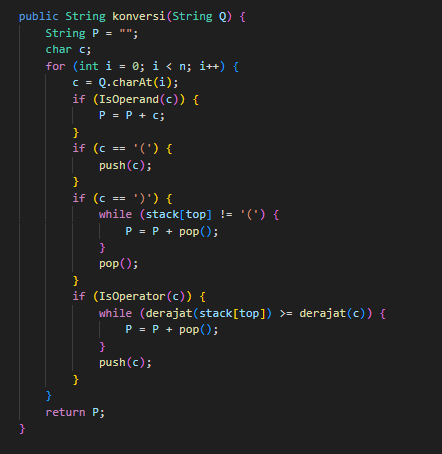 public String konversi(String Q) {
    String P = "";
    char c;
    for (int i = 0; i < n; i++) {
        c = Q.charAt(i);
        if (IsOperand(c)) {
            P = P + c;
        }
        if (c == '(') {
            push(c);
        }
        if (c == ')') {
            while (stack[top] != '(') {
                P = P + pop();
            }
            pop();
        }
        if (IsOperator(c)) {
            while (derajat(stack[top]) >= derajat(c)) {
                P = P + pop();
            }
            push(c);
        }
    }
    return P;
}